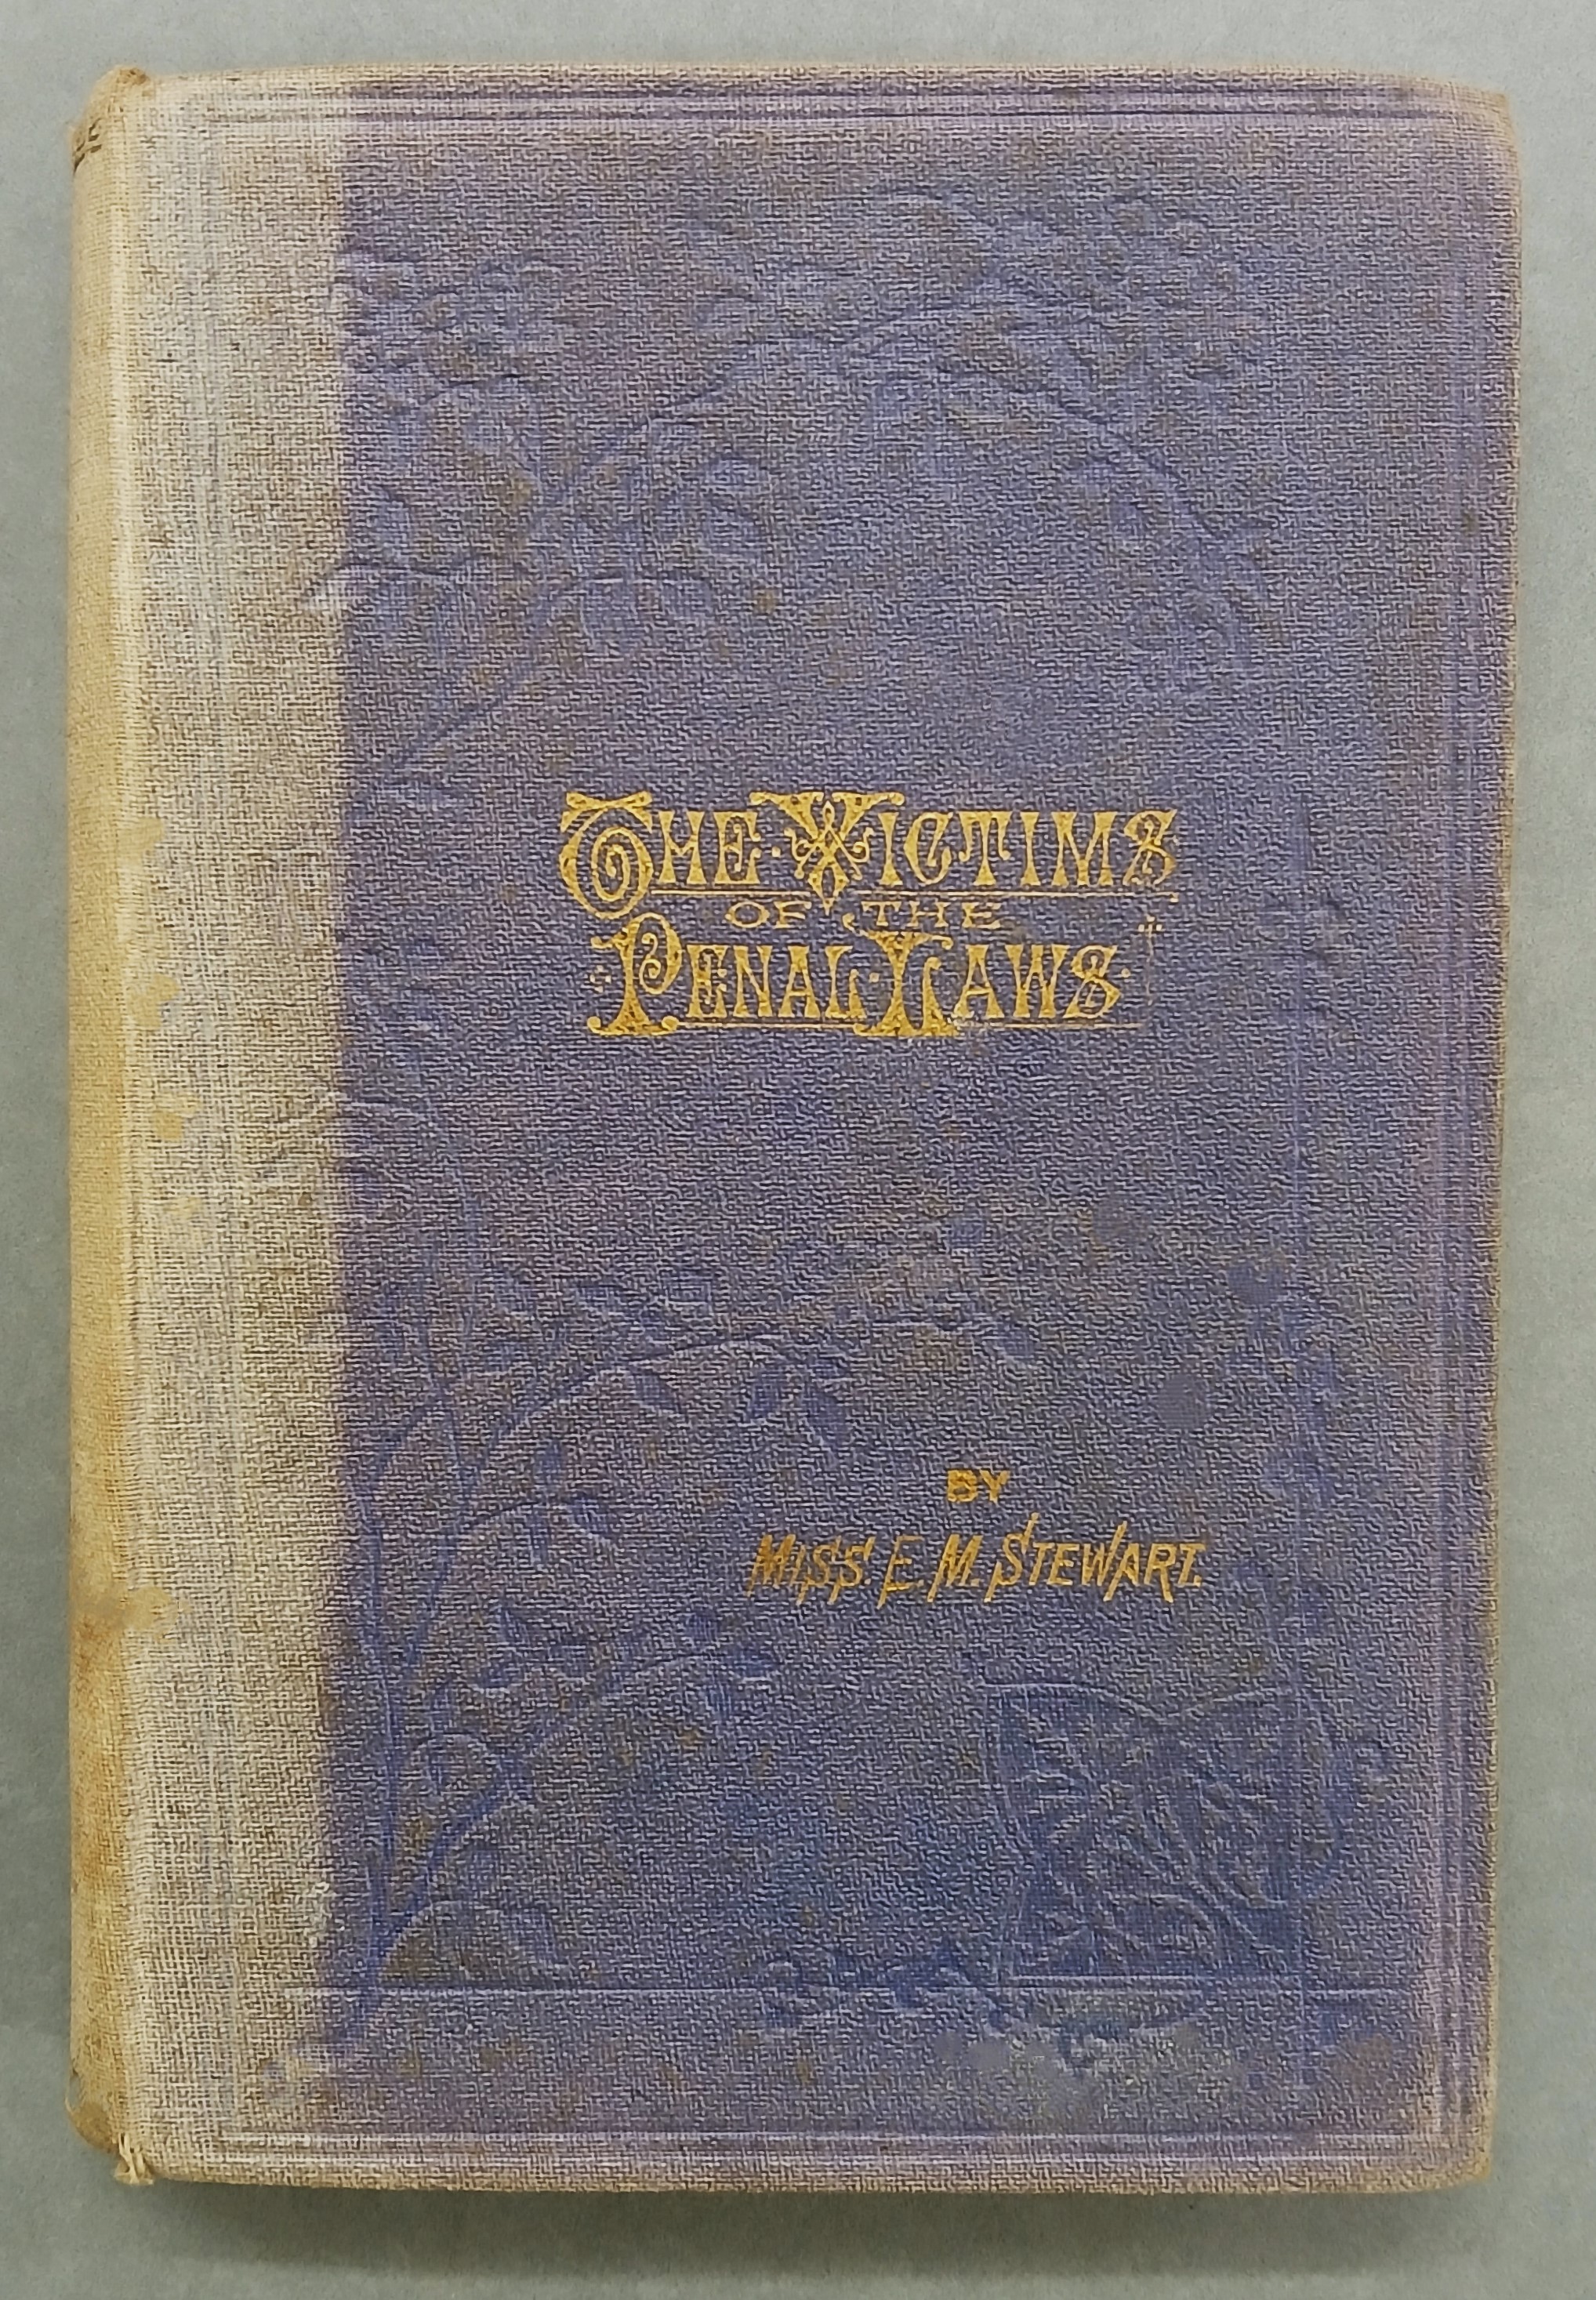 THE VICTIMS
OF THE
PENAL LAWS
BY
MISS. E. M. STEWART.